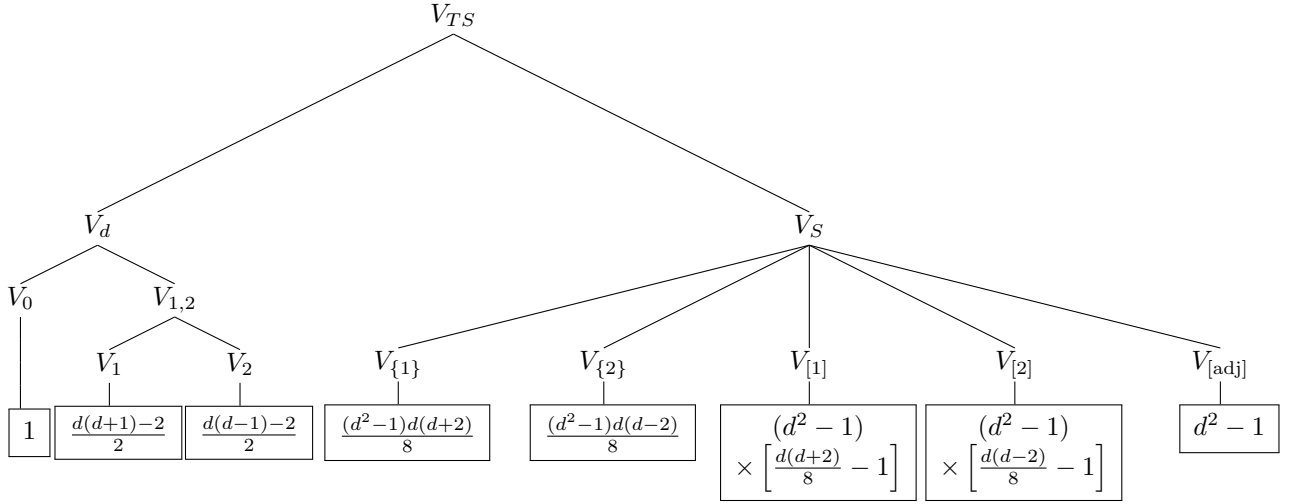 $V_{TS}$
$V_d$ $V_S$
$V_0$ $V_{1,2}$
$V_1$ $V_2$ $V_{\{1\}}$ $V_{\{2\}}$ $V_{[1]}$ $V_{[2]}$ $V_{[\mathrm{adj}]}$
$1$ $\frac{d(d+1)-2}{2}$ $\frac{d(d-1)-2}{2}$ $\frac{(d^2-1)d(d+2)}{8}$ $\frac{(d^2-1)d(d-2)}{8}$ $(d^2-1)$ $(d^2-1)$ $d^2-1$
$\times\left[\frac{d(d+2)}{8}-1\right]$ $\times\left[\frac{d(d-2)}{8}-1\right]$